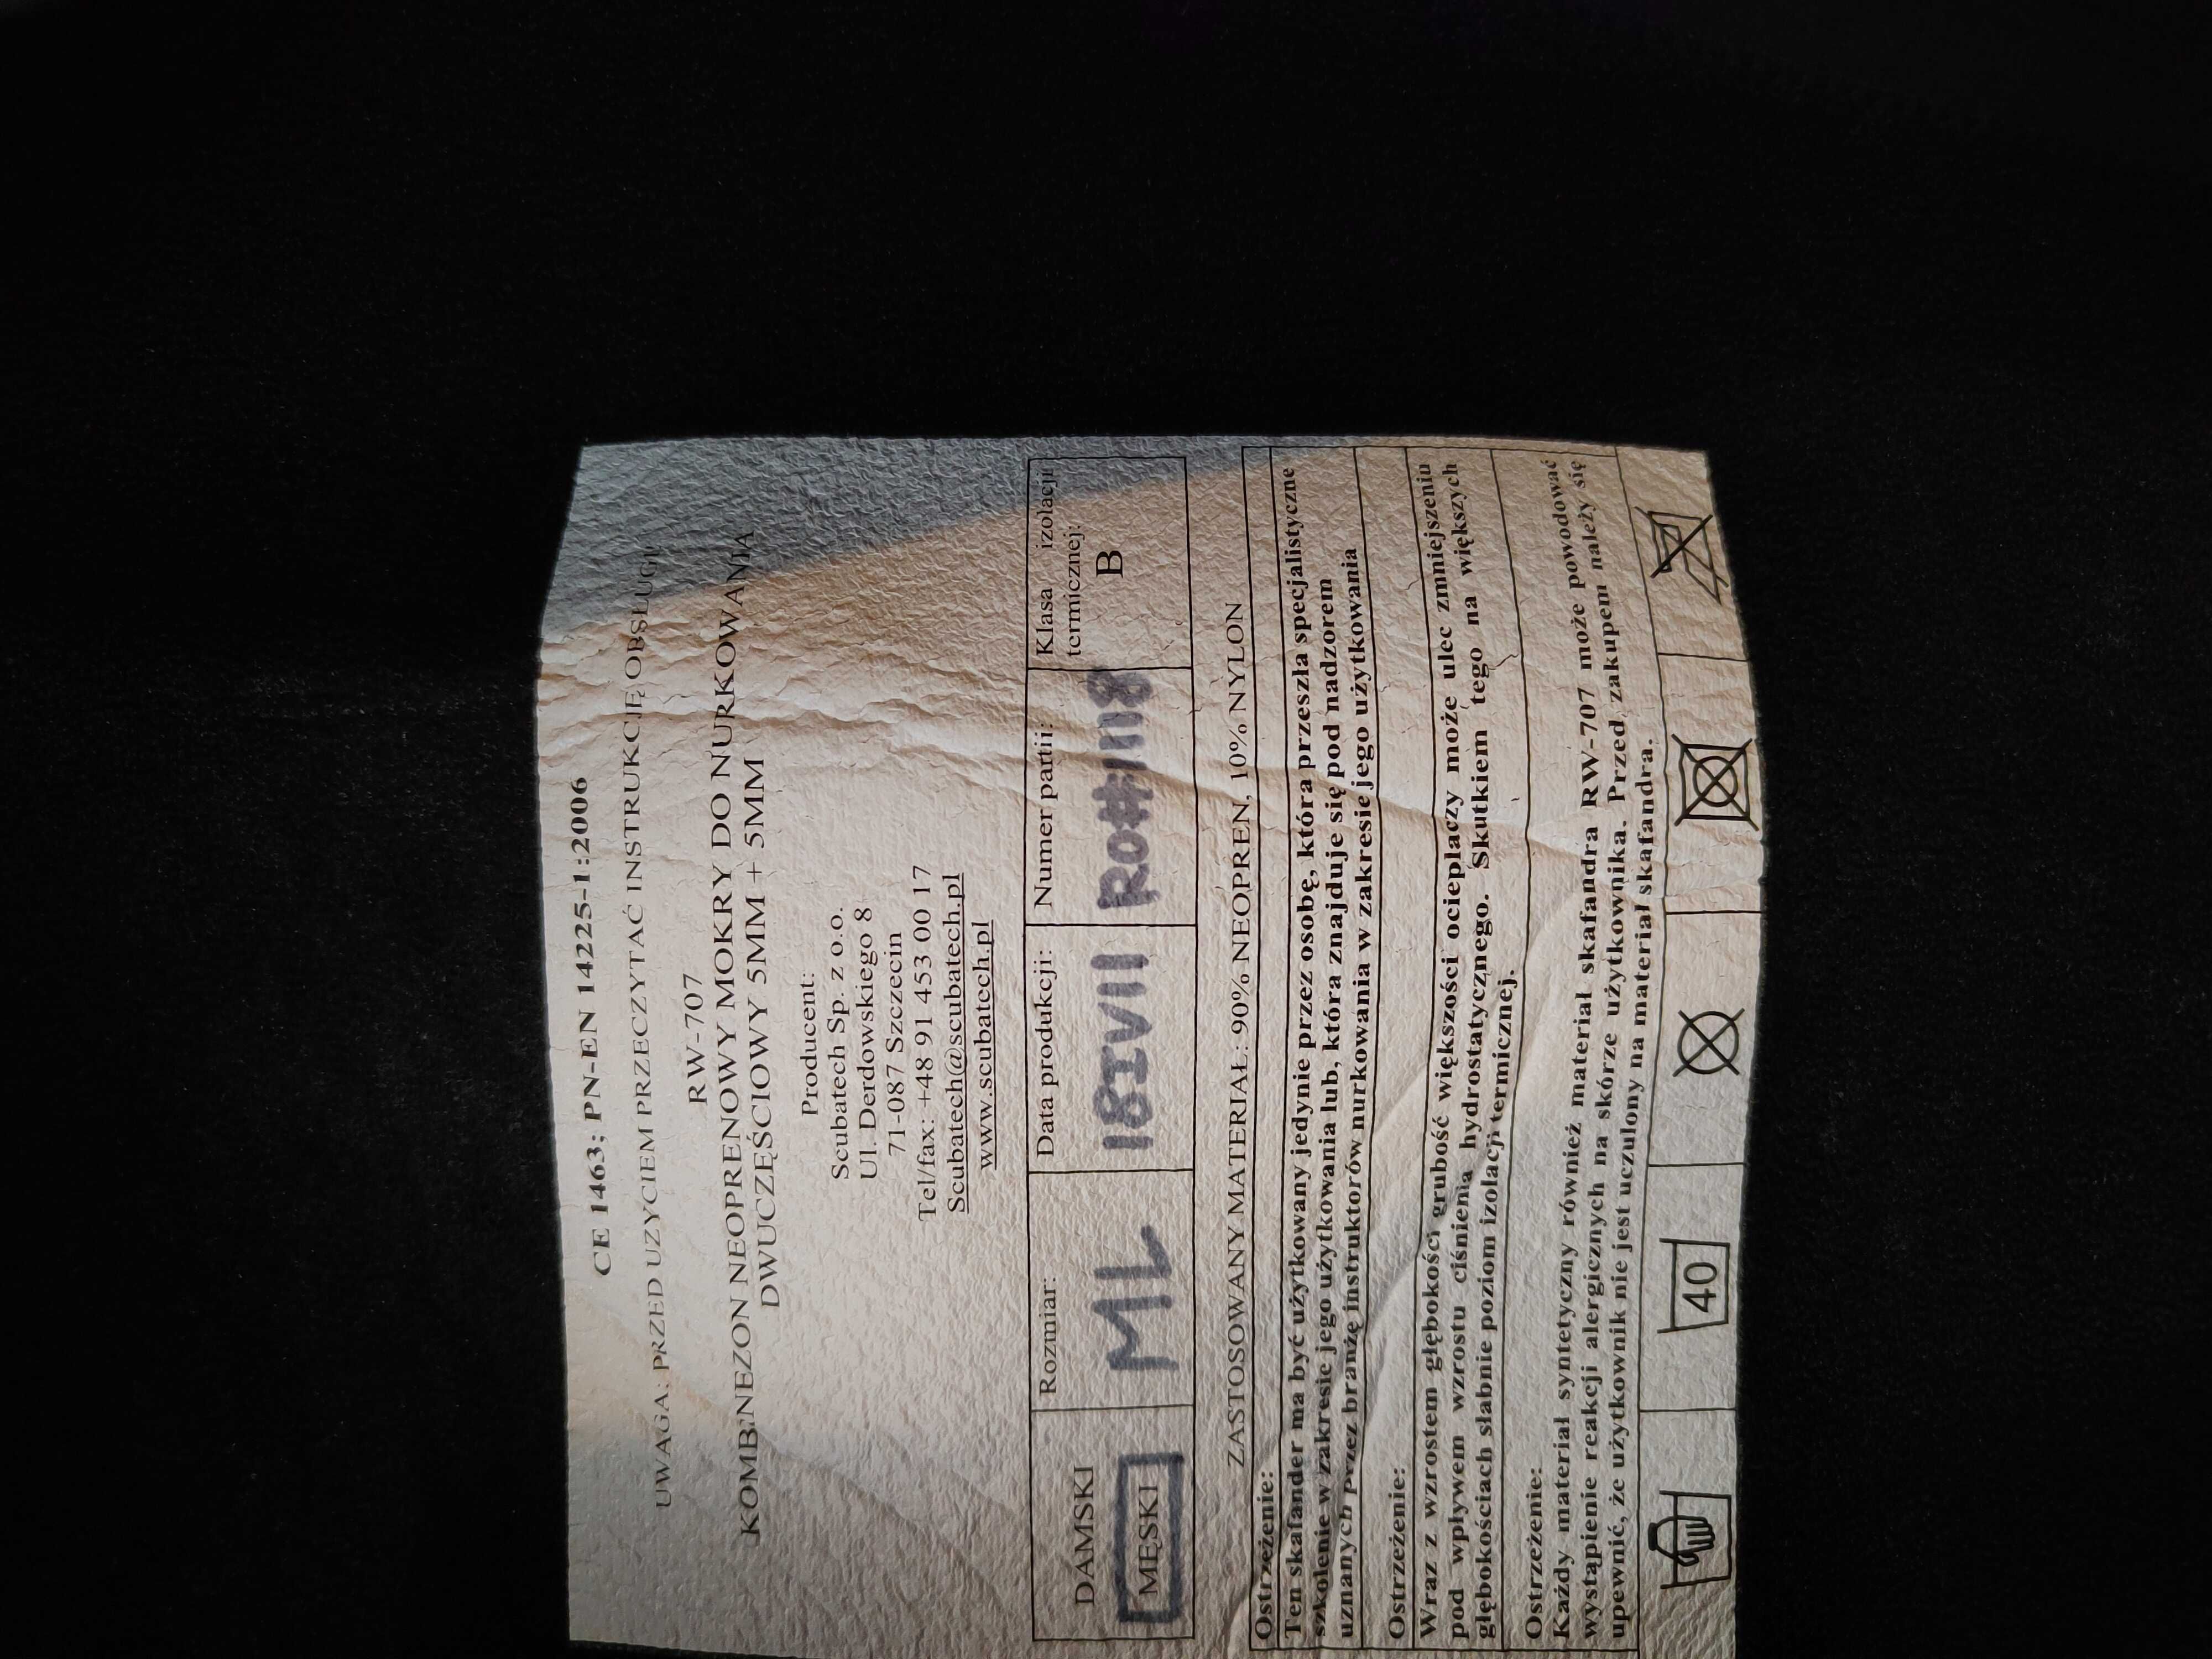 CE 1463; PN-EN 14225-1:2006
UWAGA: PRZED UŻYCIEM PRZECZYTAĆ INSTRUKCJĘ OBSŁUGI
RW-707
KOMBINEZON NEOPRENOWY MOKRY DO NURKOWANIA
DWUCZĘŚCIOWY 5MM + 5MM
Producent:
Scubatech Sp. z o.o.
Ul. Derdowskiego 8
71-087 Szczecin
Tel/fax: +48 91 453 00 17
Scubatech@scubatech.pl
www.scubatech.pl
DAMSKI
MĘSKI
Rozmiar:
ML
Data produkcji:
Numer partii:
Klasa izolacji
termicznej:
B
ZASTOSOWANY MATERIAŁ: 90% NEOPREN, 10% NYLON
Ostrzeżenie:
Ten skafander ma być użytkowany jedynie przez osobę, która przeszła specjalistyczne
szkolenie w zakresie jego użytkowania lub, która znajduje się pod nadzorem
uznanych przez branżę instruktorów nurkowania w zakresie jego użytkowania
Ostrzeżenie:
Wraz z wzrostem głębokości grubość większości ocieplaczy może ulec zmniejszeniu
pod wpływem wzrostu ciśnienia hydrostatycznego. Skutkiem tego na większych
głębokościach słabnie poziom izolacji termicznej.
Ostrzeżenie:
Każdy materiał syntetyczny również materiał skafandra RW-707 może powodować
wystąpienie reakcji alergicznych na skórze użytkownika. Przed zakupem należy się
upewnić, że użytkownik nie jest uczulony na materiał skafandra.
40